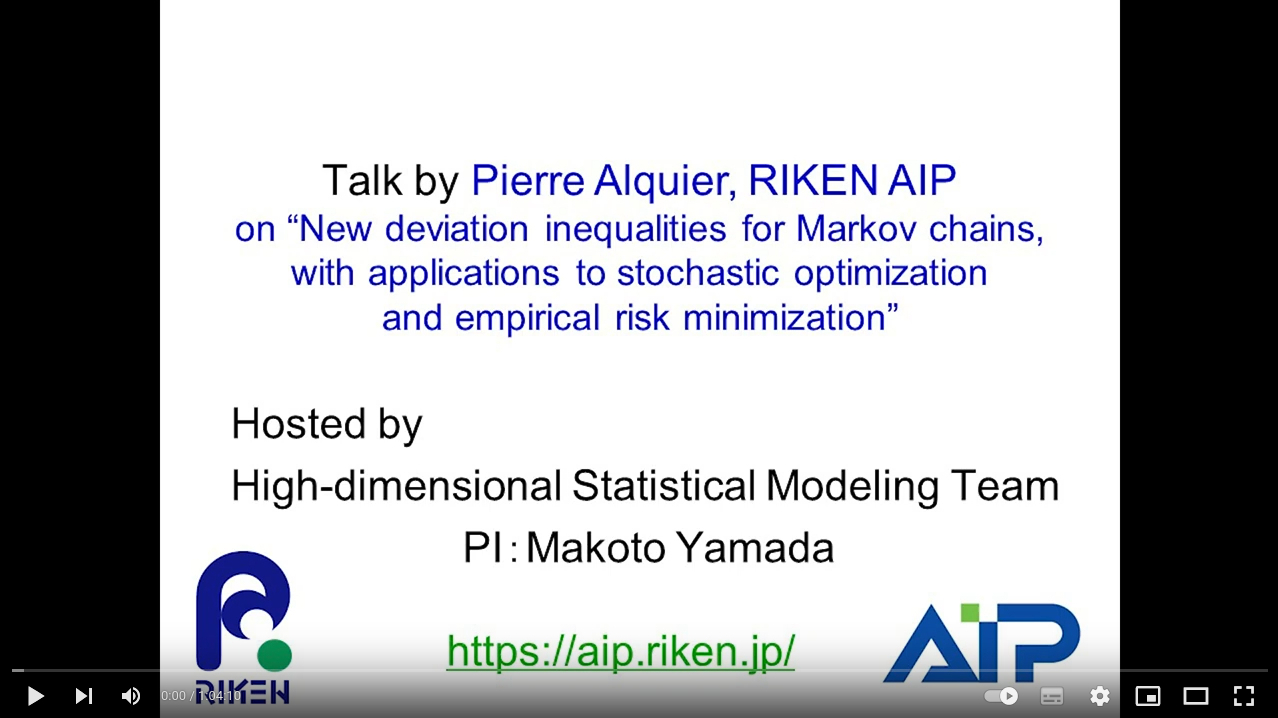 Talk by Pierre Alquier, RIKEN AIP
on “New deviation inequalities for Markov chains,
with applications to stochastic optimization
and empirical risk minimization”
Hosted by
High-dimensional Statistical Modeling Team
PI：Makoto Yamada
https://aip.riken.jp/
AIP
RIKEN
0:00 / 1:04:10